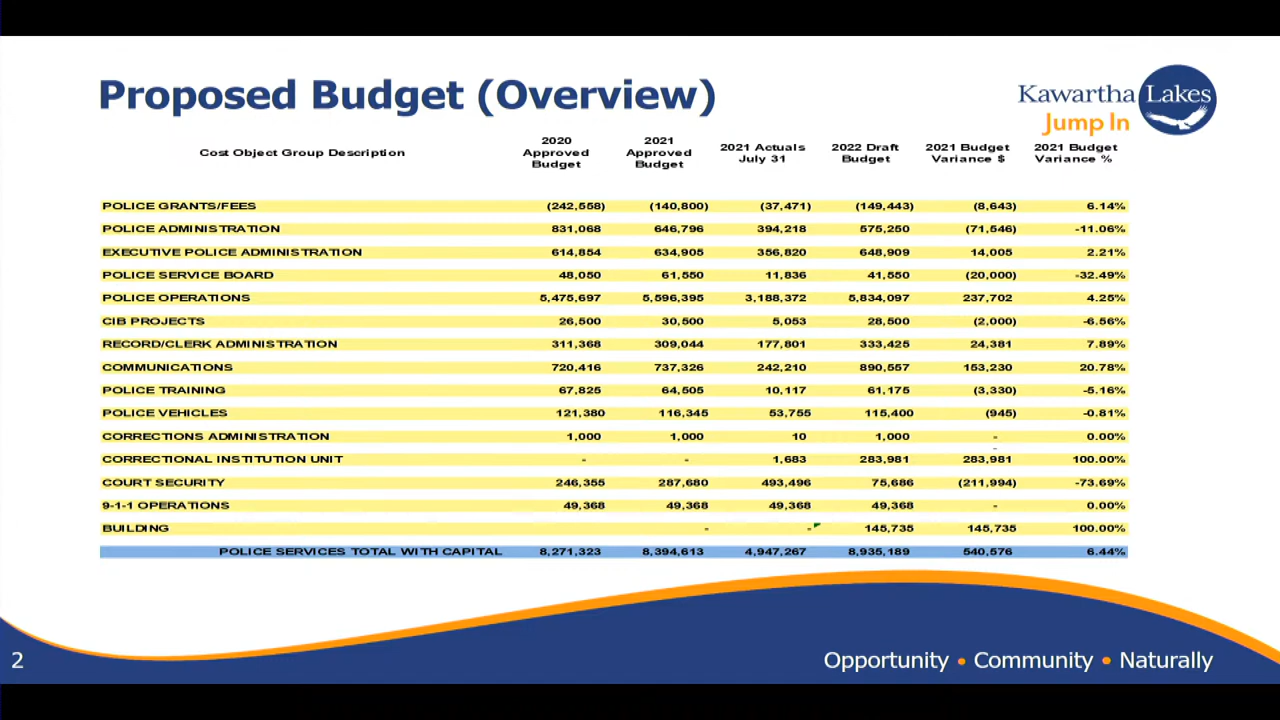 Proposed Budget (Overview)
Kawartha Lakes
Jump In
Cost Object Group Description 2020 Approved Budget 2021 Approved Budget 2021 Actuals July 31 2022 Draft Budget 2021 Budget Variance $ 2021 Budget Variance %
POLICE GRANTS/FEES (242,558) (140,800) (37,471) (149,443) (8,643) 6.14%
POLICE ADMINISTRATION 831,068 646,796 394,218 575,250 (71,546) -11.06%
EXECUTIVE POLICE ADMINISTRATION 614,854 634,905 356,820 648,909 14,005 2.21%
POLICE SERVICE BOARD 48,050 61,550 11,836 41,550 (20,000) -32.49%
POLICE OPERATIONS 5,475,697 5,596,395 3,188,372 5,834,097 237,702 4.25%
CIB PROJECTS 26,500 30,500 5,053 28,500 (2,000) -6.56%
RECORD/CLERK ADMINISTRATION 311,368 309,044 177,801 333,425 24,381 7.89%
COMMUNICATIONS 720,416 737,326 242,210 890,557 153,230 20.78%
POLICE TRAINING 67,825 64,505 10,117 61,175 (3,330) -5.16%
POLICE VEHICLES 121,380 116,345 53,755 115,400 (945) -0.81%
CORRECTIONS ADMINISTRATION 1,000 1,000 10 1,000 - 0.00%
-
CORRECTIONAL INSTITUTION UNIT - - 1,683 283,981 283,981 100.00%
COURT SECURITY 246,355 287,680 493,496 75,686 (211,994) -73.69%
9-1-1 OPERATIONS 49,368 49,368 49,368 49,368 - 0.00%
BUILDING - - 145,735 145,735 100.00%
POLICE SERVICES TOTAL WITH CAPITAL 8,271,323 8,394,613 4,947,267 8,935,189 540,576 6.44%
2
Opportunity • Community • Naturally